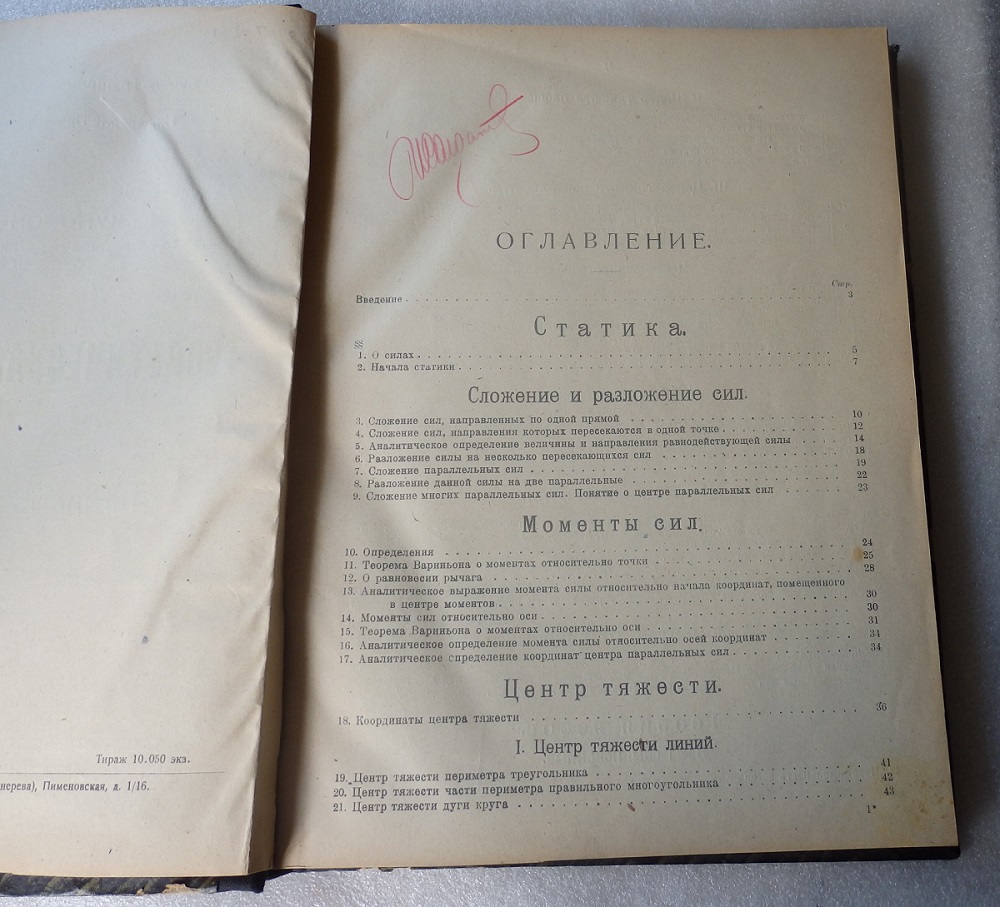 Тираж 10.050 экз.
нерева), Пименовская, д. 1/16.
ОГЛАВЛЕНИЕ.
Стр.
Введение 3
Статика.
§§
1. О силах 5
2. Начала статики 7
Сложение и разложение сил.
3. Сложение сил, направленных по одной прямой 10
4. Сложение сил, направления которых пересекаются в одной точке 12
5. Аналитическое определение величины и направления равнодействующей силы 14
6. Разложение силы на несколько пересекающихся сил 18
7. Сложение параллельных сил 19
8. Разложение данной силы на две параллельные 22
9. Сложение многих параллельных сил. Понятие о центре параллельных сил 23
Моменты сил.
10. Определения 24
11. Теорема Вариньона о моментах относительно точки 25
12. О равновесии рычага 28
13. Аналитическое выражение момента силы относительно начала координат, помещенного
в центре моментов 30
14. Моменты сил относительно оси 30
15. Теорема Вариньона о моментах относительно оси 31
16. Аналитическое определение момента силы относительно осей координат 34
17. Аналитическое определение координат центра параллельных сил 34
Центр тяжести.
18. Координаты центра тяжести 36
I. Центр тяжести линий.
19. Центр тяжести периметра треугольника 41
20. Центр тяжести части периметра правильного многоугольника 42
21. Центр тяжести дуги круга 43
1*